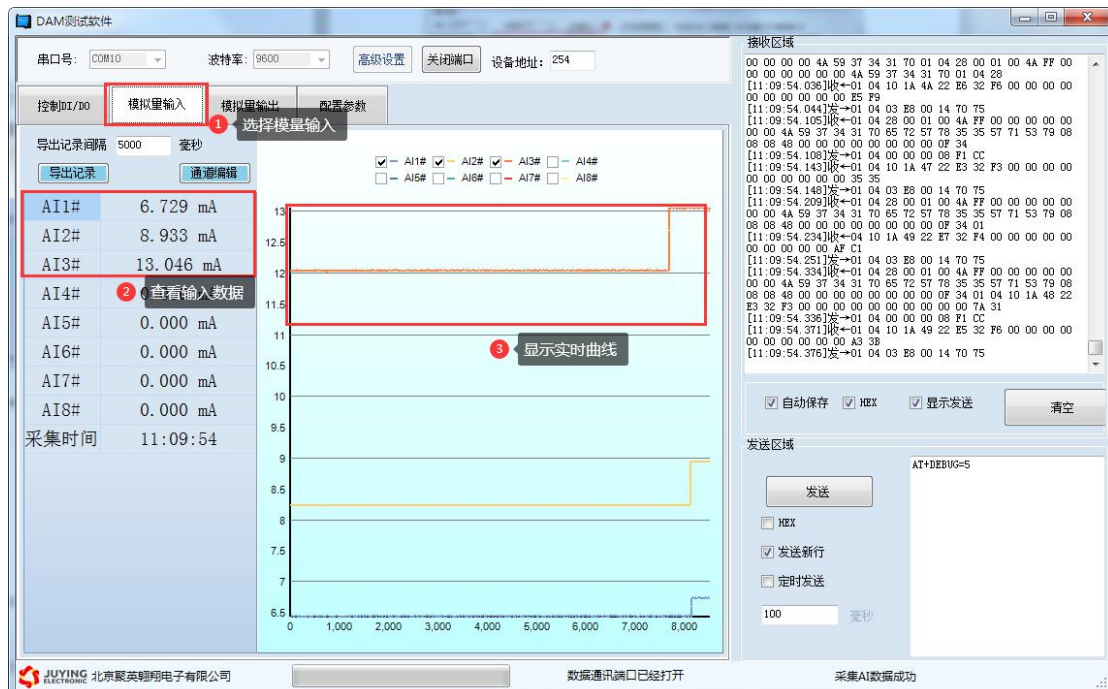 DAM测试软件
串口号: COM10 波特率: 9600 高级设置 关闭端口 设备地址: 254
控制DI/DO 模拟量输入 模拟量输出 配置参数
1 选择模量输入
导出记录间隔 5000 毫秒
导出记录 通道编辑
AI1# 6.729 mA
AI2# 8.933 mA
AI3# 13.046 mA
AI4#
2 查看输入数据
AI5# 0.000 mA
AI6# 0.000 mA
AI7# 0.000 mA
AI8# 0.000 mA
采集时间 11:09:54
AI1# AI2# AI3# AI4#
AI5# AI6# AI7# AI8#
13
12.5
12
11.5
11
10.5
10
9.5
9
8.5
8
7.5
7
6.5
0 1,000 2,000 3,000 4,000 5,000 6,000 7,000 8,000
3 显示实时曲线
接收区域
00 00 00 00 4A 59 37 34 31 70 01 04 28 00 01 00 4A FF 00
00 00 00 00 00 00 4A 59 37 34 31 70 01 04 28
[11:09:54.036]收←01 04 10 1A 4A 22 E6 32 F6 00 00 00 00
00 00 00 00 00 00 E5 F9
[11:09:54.044]发→01 04 03 E8 00 14 70 75
[11:09:54.105]收←01 04 28 00 01 00 4A FF 00 00 00 00 00
00 00 4A 59 37 34 31 70 65 72 57 78 35 35 57 71 53 79 08
08 08 48 00 00 00 00 00 00 00 00 0F 34
[11:09:54.108]发→01 04 00 00 00 08 F1 CC
[11:09:54.143]收←01 04 10 1A 47 22 E3 32 F3 00 00 00 00
00 00 00 00 00 00 35 35
[11:09:54.148]发→01 04 03 E8 00 14 70 75
[11:09:54.209]收←01 04 28 00 01 00 4A FF 00 00 00 00 00
00 00 4A 59 37 34 31 70 65 72 57 78 35 35 57 71 53 79 08
08 08 48 00 00 00 00 00 00 00 00 0F 34 01
[11:09:54.234]收←04 10 1A 49 22 E7 32 F4 00 00 00 00 00
00 00 00 00 00 AF C1
[11:09:54.251]发→01 04 03 E8 00 14 70 75
[11:09:54.334]收←01 04 28 00 01 00 4A FF 00 00 00 00 00
00 00 4A 59 37 34 31 70 65 72 57 78 35 35 57 71 53 79 08
08 08 48 00 00 00 00 00 00 00 00 0F 34 01 04 10 1A 48 22
E3 32 F3 00 00 00 00 00 00 00 00 00 00 7A 31
[11:09:54.336]发→01 04 00 00 00 08 F1 CC
[11:09:54.371]收←01 04 10 1A 49 22 E5 32 F6 00 00 00 00
00 00 00 00 00 00 A3 3B
[11:09:54.376]发→01 04 03 E8 00 14 70 75
自动保存 HEX 显示发送 清空
发送区域
AT+DEBUG=5
发送
HEX
发送新行
定时发送
100 毫秒
JUYING ELECTRONIC 北京聚英翱翔电子有限公司 数据通讯端口已经打开 采集AI数据成功